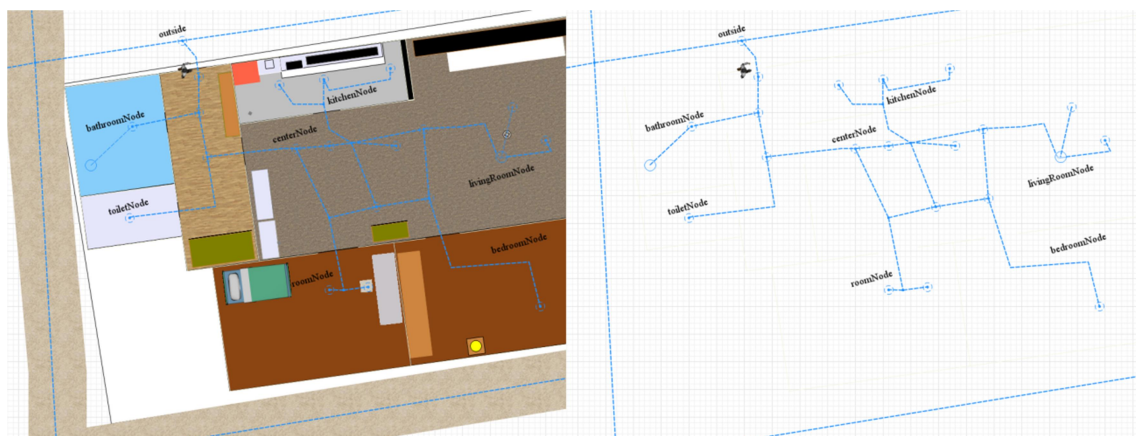 outside
kitchenNode
bathroomNode
centerNode
livingRoomNode
toiletNode
bedroomNode
roomNode
outside
kitchenNode
bathroomNode
centerNode
livingRoomNode
toiletNode
bedroomNode
roomNode